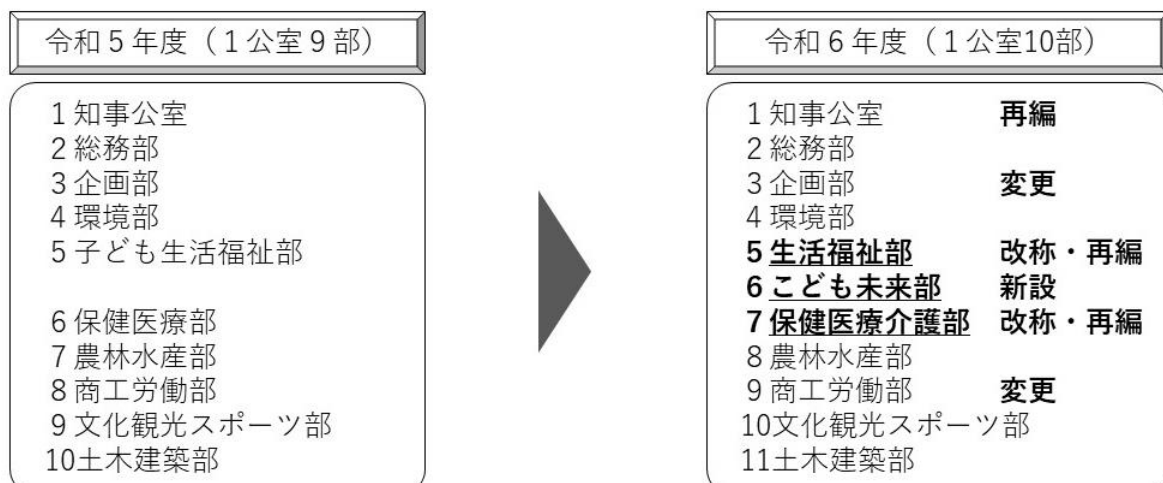 令和５年度（１公室９部）
１知事公室
２総務部
３企画部
４環境部
５子ども生活福祉部
６保健医療部
７農林水産部
８商工労働部
９文化観光スポーツ部
10土木建築部
令和６年度（１公室10部）
１知事公室 再編
２総務部
３企画部 変更
４環境部
５生活福祉部 改称・再編
６こども未来部 新設
７保健医療介護部 改称・再編
８農林水産部
９商工労働部 変更
10文化観光スポーツ部
11土木建築部